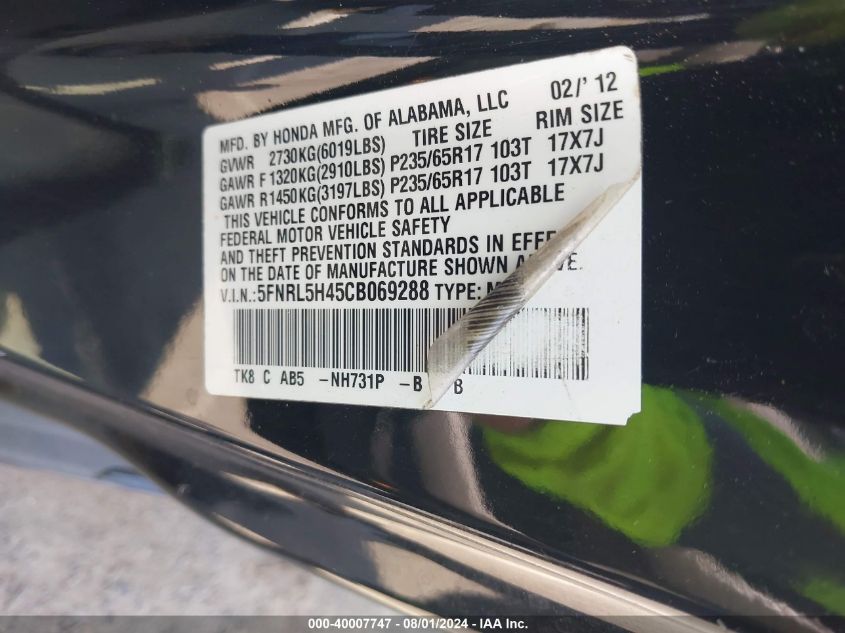 MFD. BY HONDA MFG. OF ALABAMA, LLC 02/' 12
GVWR 2730KG(6019LBS) TIRE SIZE RIM SIZE
GAWR F1320KG(2910LBS) P235/65R17 103T 17X7J
GAWR R1450KG(3197LBS) P235/65R17 103T 17X7J
THIS VEHICLE CONFORMS TO ALL APPLICABLE
FEDERAL MOTOR VEHICLE SAFETY
AND THEFT PREVENTION STANDARDS IN
ON THE DATE OF MANUFACTURE SHOWN
V.I.N.:5FNRL5H45CB069288 TYPE:
TK8 C AB5 -NH731P -B B
000-40007747 - 08/01/2024 - IAA Inc.